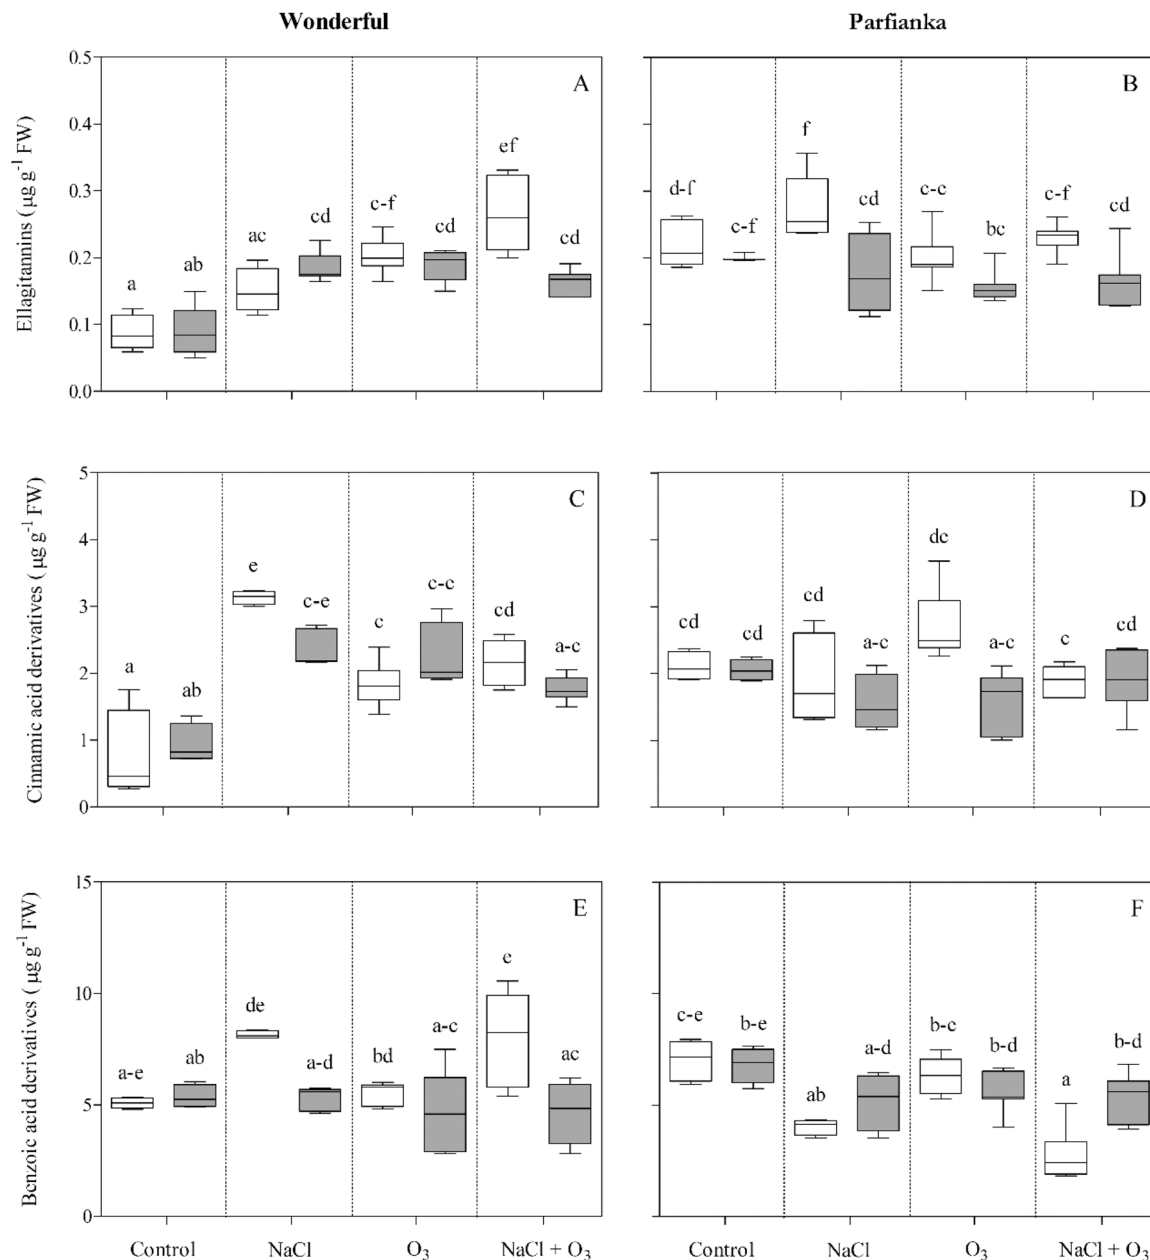 Wonderful
Parfianka
Ellagitannins (µg g⁻¹ FW)
0.5
0.4
0.3
0.2
0.1
0.0
A
a
ab
ac
cd
c-f
cd
ef
cd
B
d-f
c-f
f
cd
c-c
bc
c-f
cd
Cinnamic acid derivatives (µg g⁻¹ FW)
5
4
3
2
1
0
C
a
ab
e
c-e
c
c-c
cd
a-c
D
cd
cd
cd
a-c
dc
a-c
c
cd
Benzoic acid derivatives (µg g⁻¹ FW)
15
10
5
0
E
a-e
ab
de
a-d
bd
a-c
e
ac
F
c-e
b-e
ab
a-d
b-c
b-d
a
b-d
Control
NaCl
O₃
NaCl + O₃
Control
NaCl
O₃
NaCl + O₃